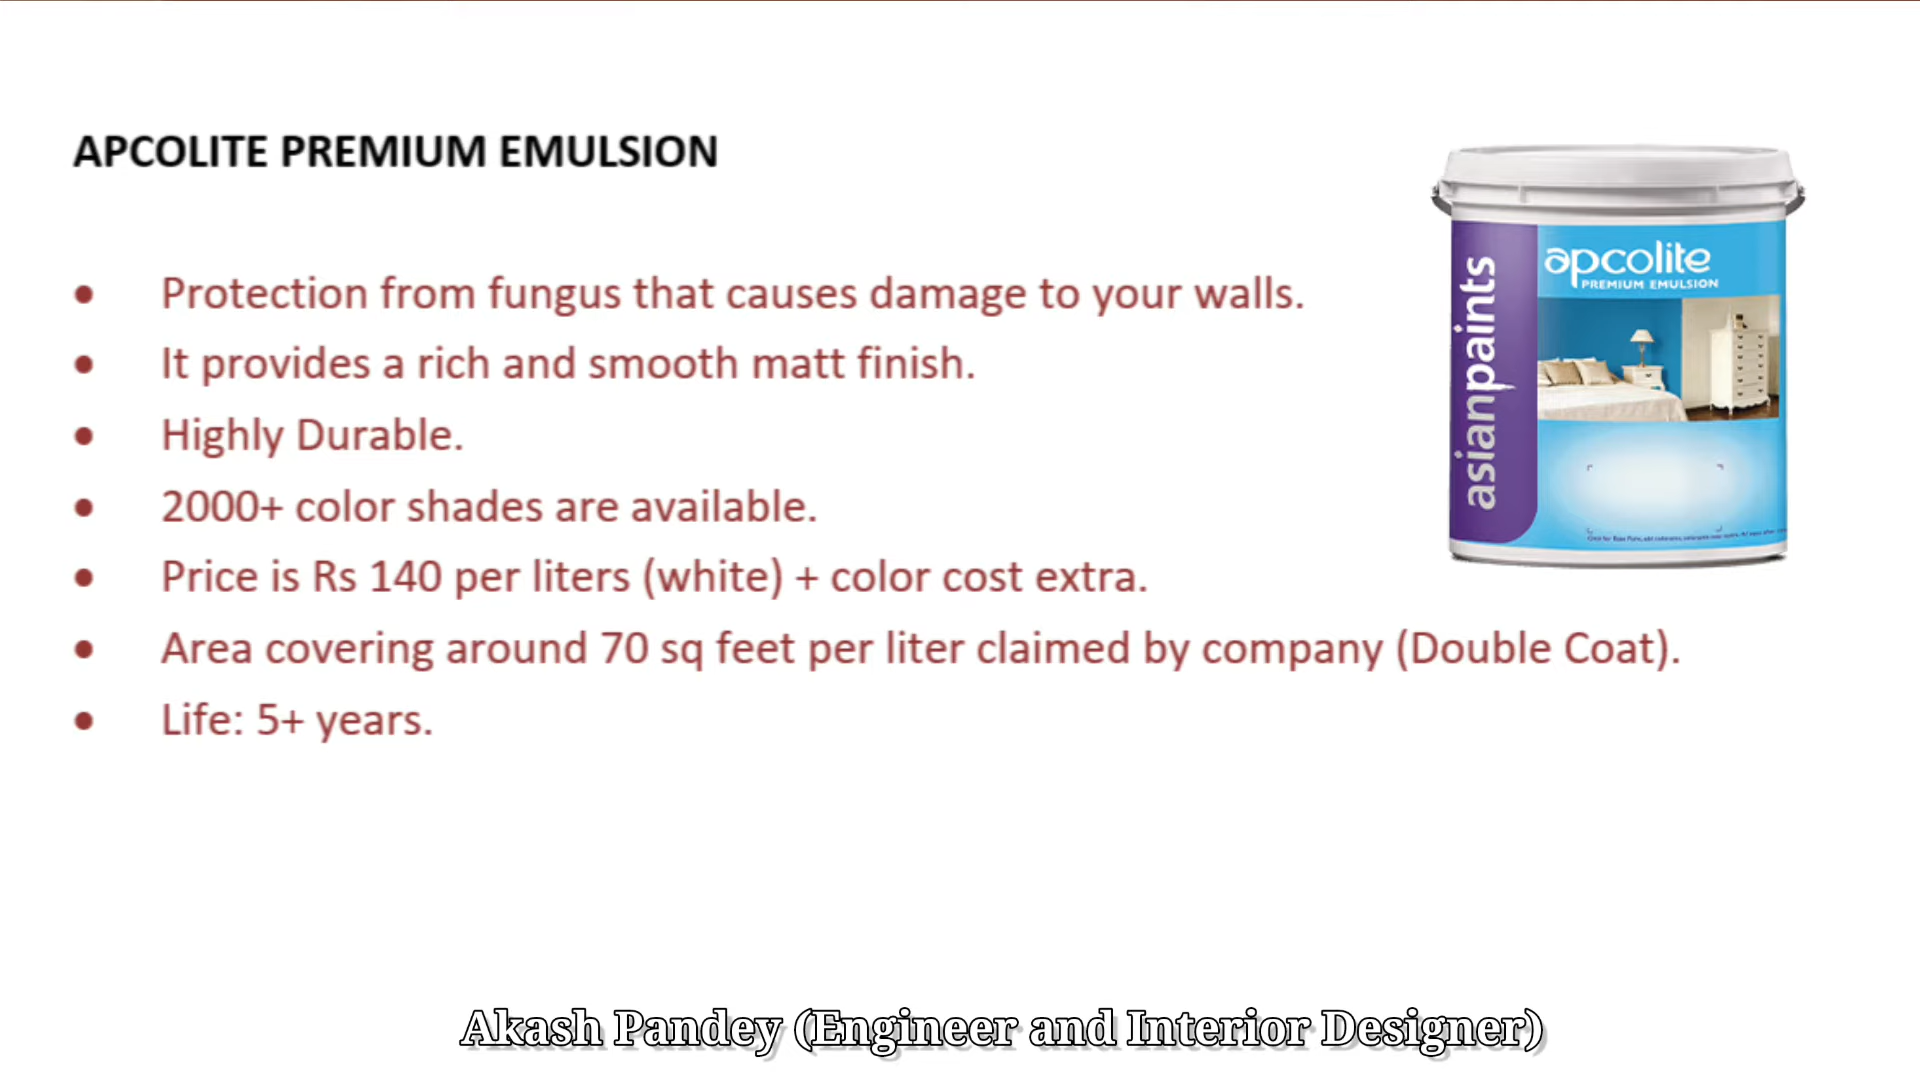 APCOLITE PREMIUM EMULSION
• Protection from fungus that causes damage to your walls.
• It provides a rich and smooth matt finish.
• Highly Durable.
• 2000+ color shades are available.
• Price is Rs 140 per liters (white) + color cost extra.
• Area covering around 70 sq feet per liter claimed by company (Double Coat).
• Life: 5+ years.
asianpaints
apcolite
PREMIUM EMULSION
Akash Pandey (Engineer and Interior Designer)